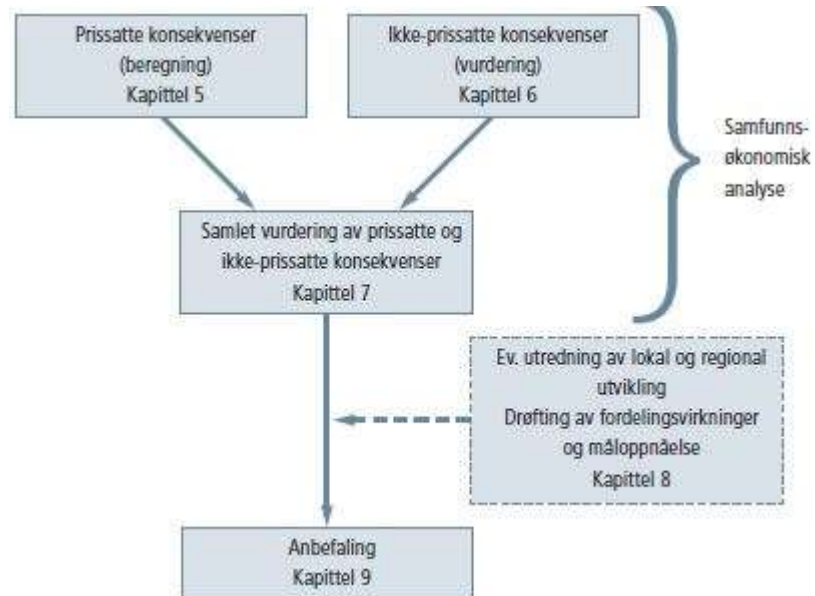 Prissatte konsekvenser
(beregning)
Kapittel 5
Ikke-prissatte konsekvenser
(vurdering)
Kapittel 6
Samfunns-
økonomisk
analyse
Samlet vurdering av prissatte og
ikke-prissatte konsekvenser
Kapittel 7
Ev. utredning av lokal og regional
utvikling
Drøfting av fordelingsvirkninger
og måloppnåelse
Kapittel 8
Anbefaling
Kapittel 9